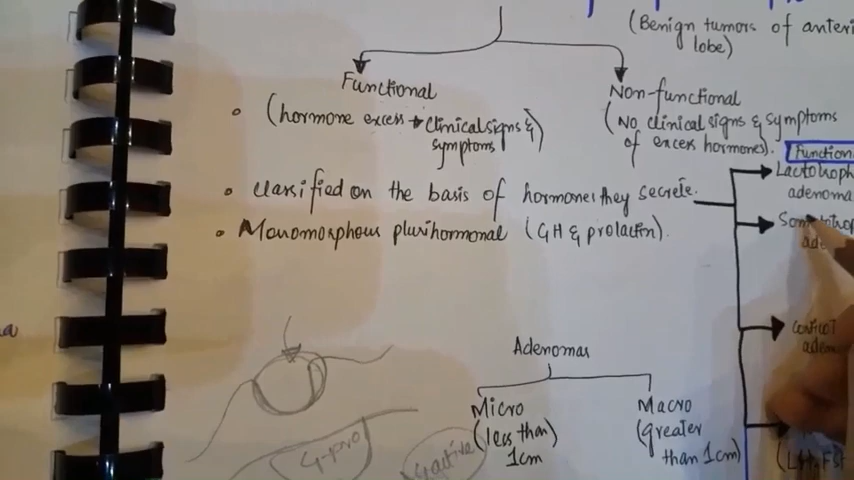 (Benign tumors of anteri
lobe)
Functional
• (hormone excess → Clinical signs &
symptoms)
Non-functional
(No clinical signs & symptoms
of excess hormones).
Function
Lactotroph
adenoma
• classified on the basis of hormones they secrete.
• Monomorphous plurihormonal (GH & prolactin).
Adenomas
Micro
(less than
1cm
Macro
(greater
than 1cm)
G-pro